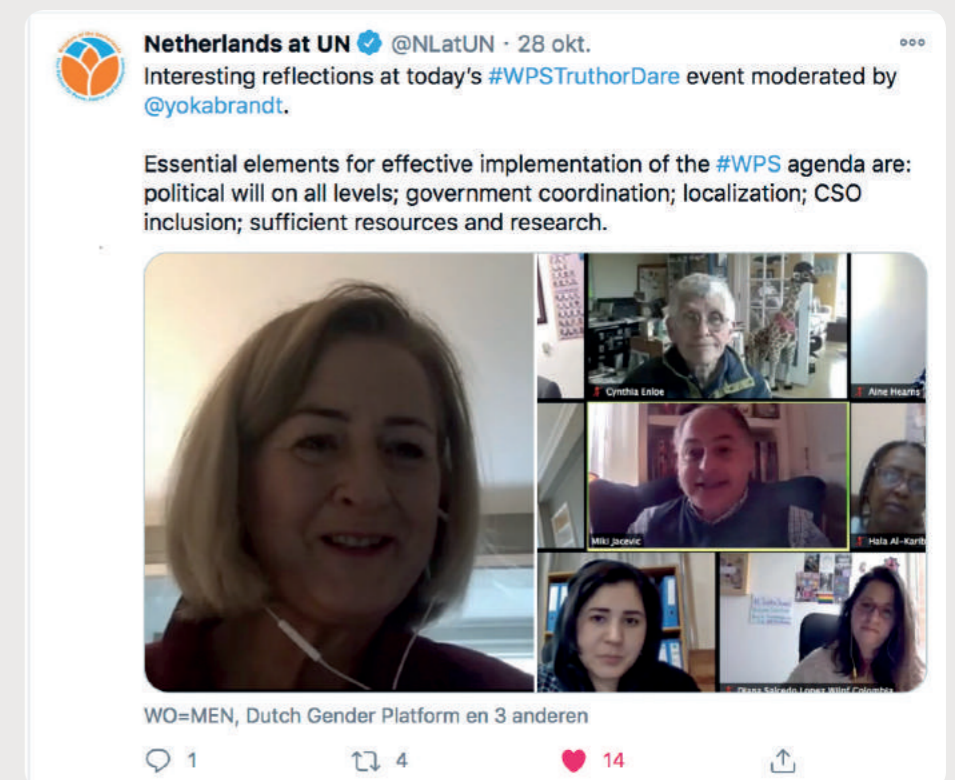 Netherlands at UN @NLatUN · 28 okt.
Interesting reflections at today's #WPSTruthorDare event moderated by
@yokabrandt.
Essential elements for effective implementation of the #WPS agenda are:
political will on all levels; government coordination; localization; CSO
inclusion; sufficient resources and research.
Cynthia Enloe
Aine Hearns
Miki Jacevic
Hala Al-Karib
Diana Salcedo Lopez Wilpf Colombia
WO=MEN, Dutch Gender Platform en 3 anderen
1 4 14